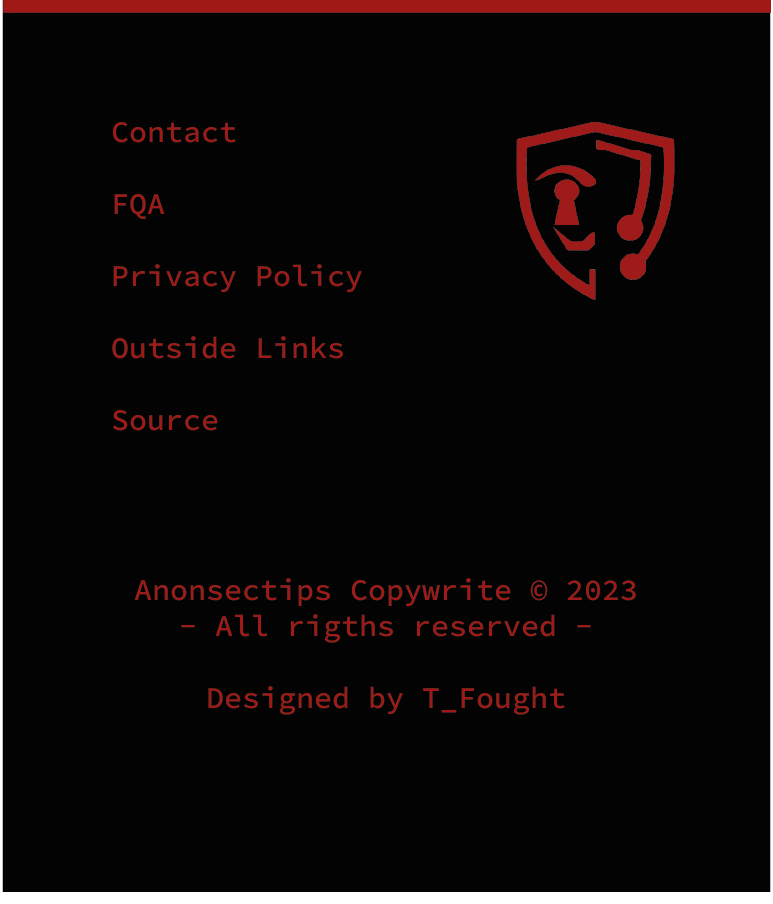 Contact
FQA
Privacy Policy
Outside Links
Source
Anonsectips Copywrite © 2023
- All rigths reserved -
Designed by T_Fought